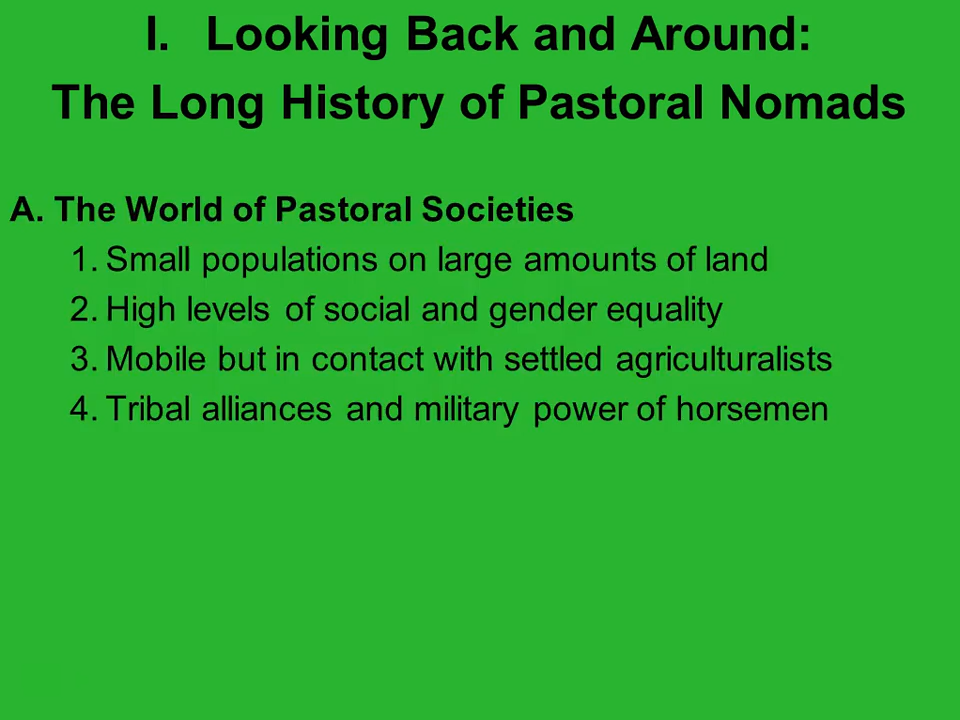 I. Looking Back and Around:
The Long History of Pastoral Nomads
A. The World of Pastoral Societies
1. Small populations on large amounts of land
2. High levels of social and gender equality
3. Mobile but in contact with settled agriculturalists
4. Tribal alliances and military power of horsemen